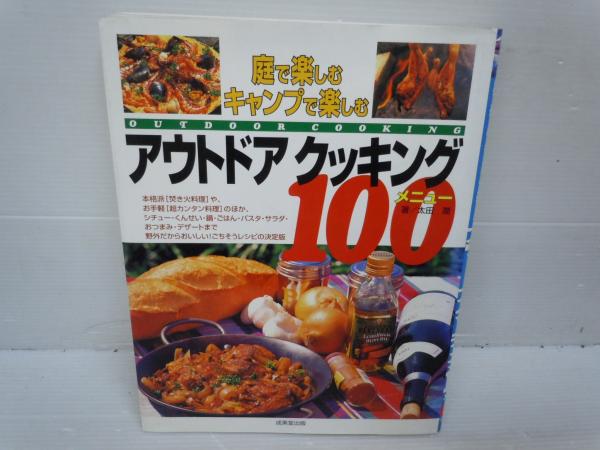 庭で楽しむ
キャンプで楽しむ
OUTDOOR COOKING
アウトドア クッキング
100
メニュー
著/太田 潤
本格派[焚き火料理]や、
お手軽[超カンタン料理]のほか、
シチュー・くんせい・鍋・ごはん・パスタ・サラダ・
おつまみ・デザートまで
野外だからおいしい!ごちそうレシピの決定版
成美堂出版